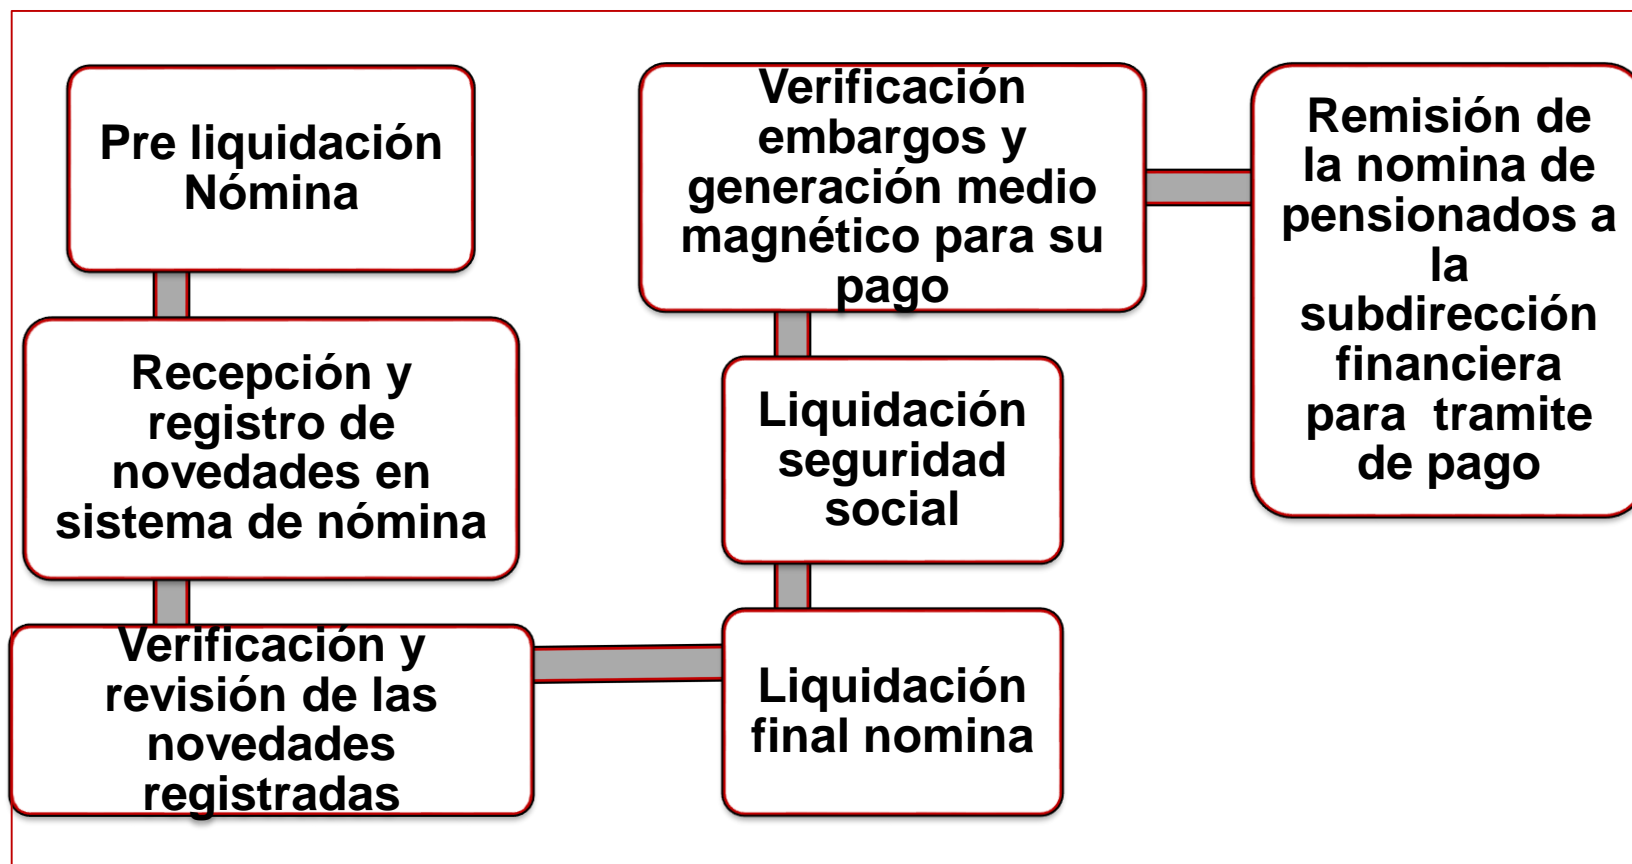 Pre liquidación
Nómina
Recepción y
registro de
novedades en
sistema de nómina
Verificación y
revisión de las
novedades
registradas
Liquidación
final nomina
Liquidación
seguridad
social
Verificación
embargos y
generación medio
magnético para su
pago
Remisión de
la nomina de
pensionados a
la
subdirección
financiera
para  tramite
de pago